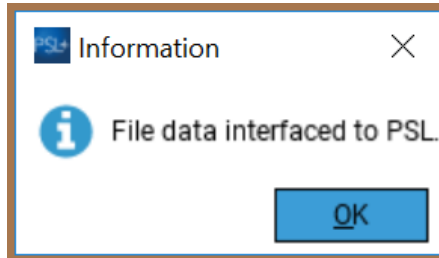 PSL+ Information
File data interfaced to PSL.
OK